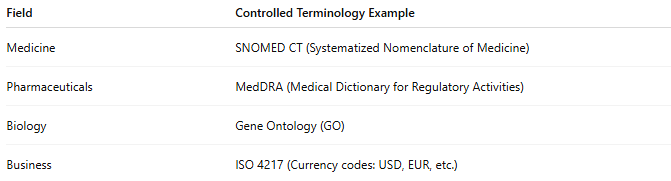 Field Controlled Terminology Example
Medicine SNOMED CT (Systematized Nomenclature of Medicine)
Pharmaceuticals MedDRA (Medical Dictionary for Regulatory Activities)
Biology Gene Ontology (GO)
Business ISO 4217 (Currency codes: USD, EUR, etc.)